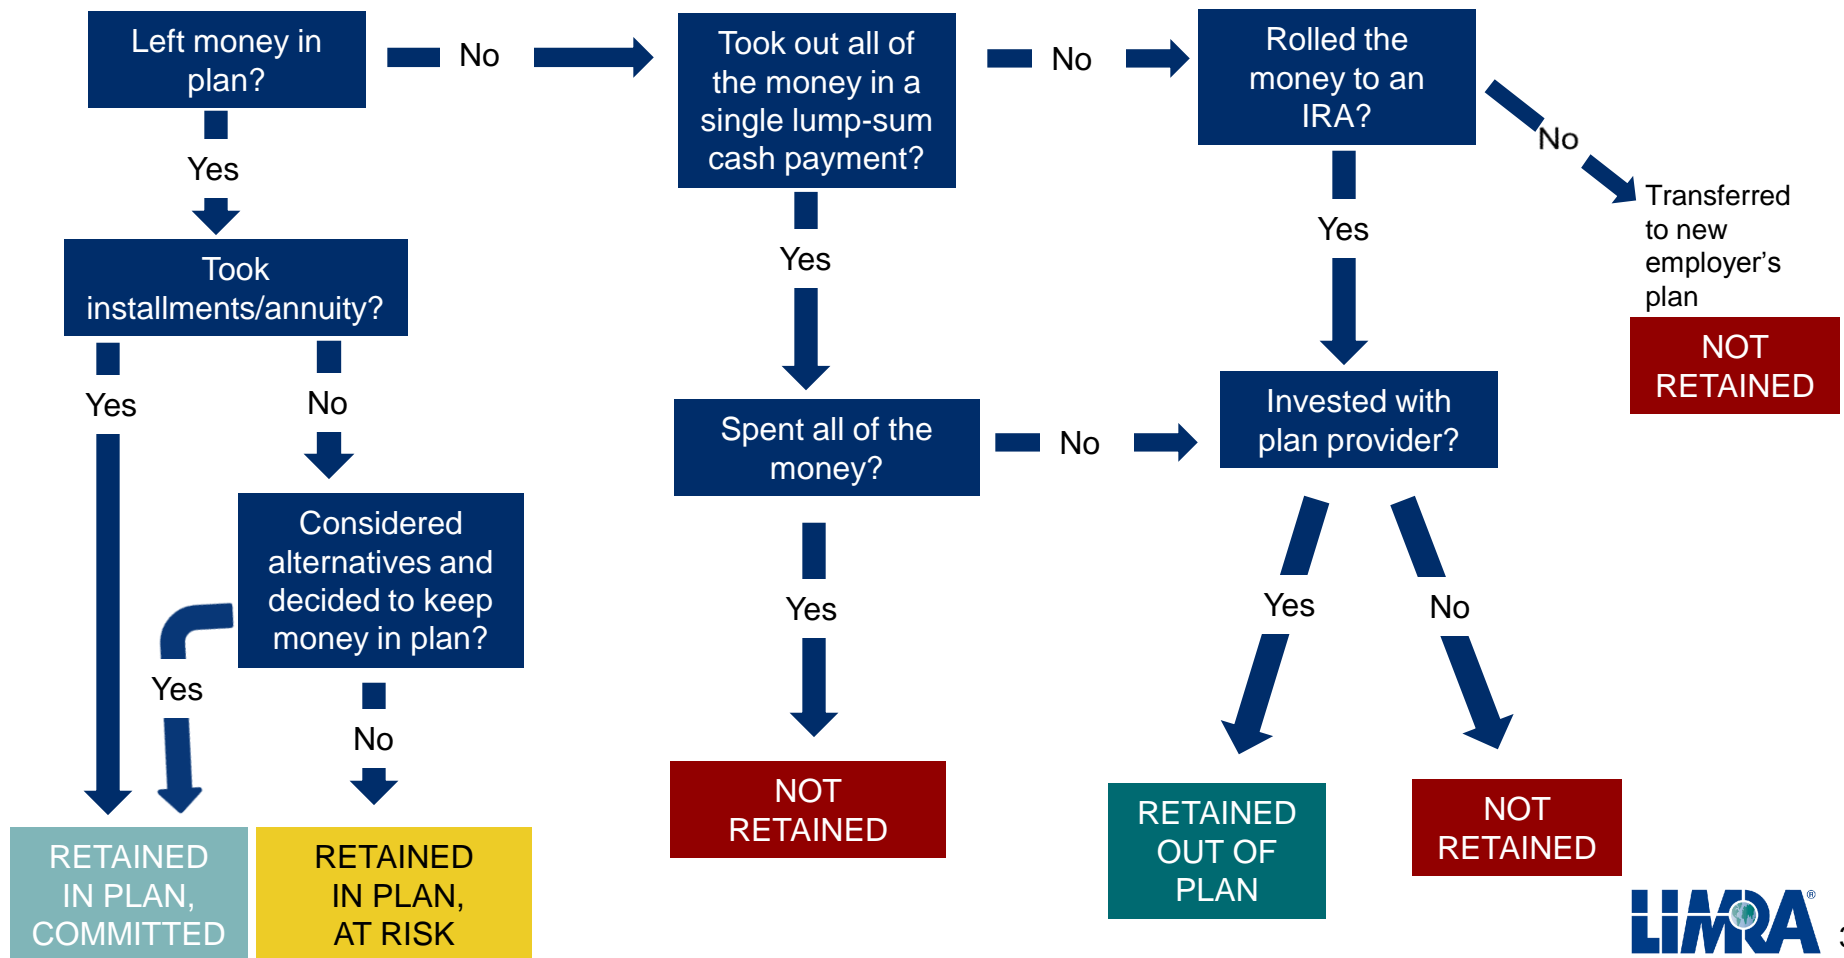 Left money in
plan?
No
Took out all of
the money in a
single lump-sum
cash payment?
No
Rolled the
money to an
IRA?
No
Yes
Yes
Yes
Transferred
to new
employer's
plan
NOT
RETAINED
Took
installments/annuity?
Yes
No
Spent all of the
money?
No
Invested with
plan provider?
Considered
alternatives and
decided to keep
money in plan?
Yes
No
Yes
Yes
No
NOT
RETAINED
RETAINED
OUT OF
PLAN
NOT
RETAINED
RETAINED
IN PLAN,
COMMITTED
RETAINED
IN PLAN,
AT RISK
LIMRA®